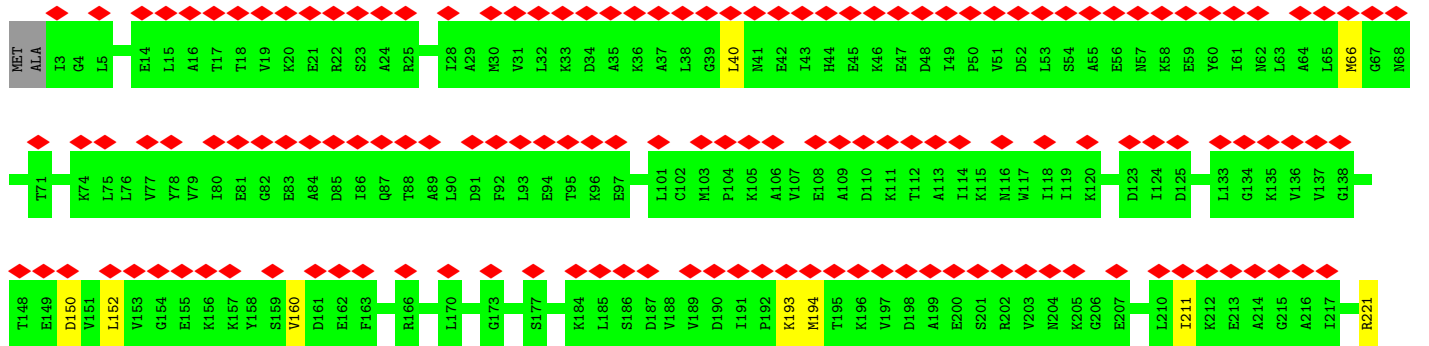 MET ALA I3 G4 L5 E14 L15 A16 T17 T18 V19 K20 E21 R22 S23 A24 R25 I28 A29 M30 V31 L32 K33 D34 A35 K36 A37 L38 G39 L40 N41 E42 I43 H44 E45 K46 E47 D48 I49 P50 V51 D52 L53 S54 A55 E56 N57 K58 E59 Y60 I61 N62 L63 A64 L65 M66 G67 N68
T71 K74 L75 L76 V77 Y78 V79 I80 E81 G82 E83 A84 D85 I86 Q87 T88 A89 L90 D91 F92 L93 E94 T95 K96 E97 L101 C102 M103 P104 K105 A106 V107 E108 A109 D110 K111 T112 A113 I114 K115 N116 W117 I118 I119 K120 D123 I124 D125 L133 G134 K135 V136 V137 G138
T148 E149 D150 V151 L152 V153 G154 E155 K156 K157 Y158 S159 V160 D161 E162 F163 R166 L170 G173 S177 K184 L185 S186 D187 V188 V189 D190 I191 P192 K193 M194 T195 K196 V197 D198 A199 E200 S201 R202 V203 N204 K205 G206 E207 L210 I211 K212 E213 A214 G215 A216 I217 R221